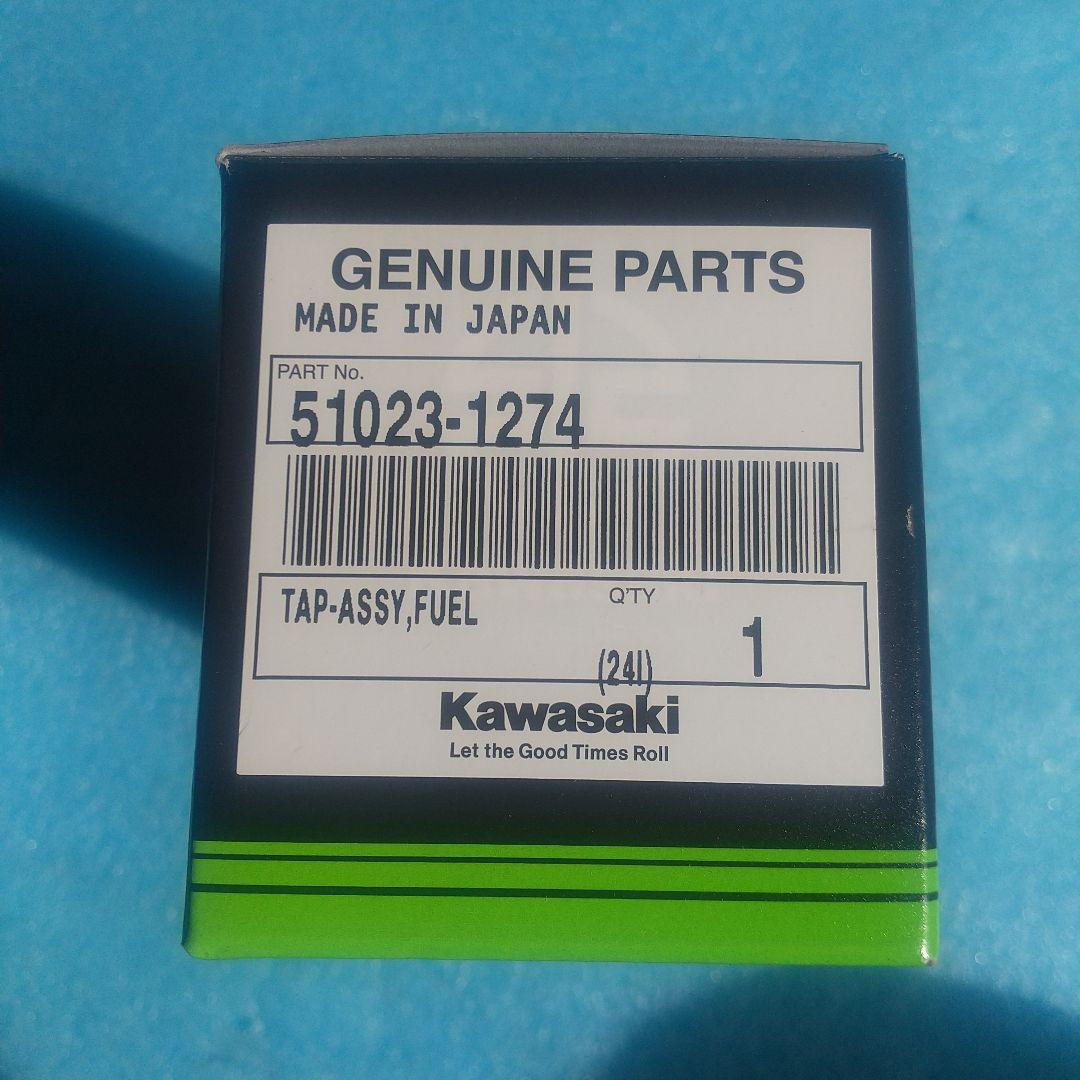 GENUINE PARTS
MADE IN JAPAN
PART No.
51023-1274
TAP-ASSY,FUEL
Q'TY
1
(24I)
Kawasaki
Let the Good Times Roll